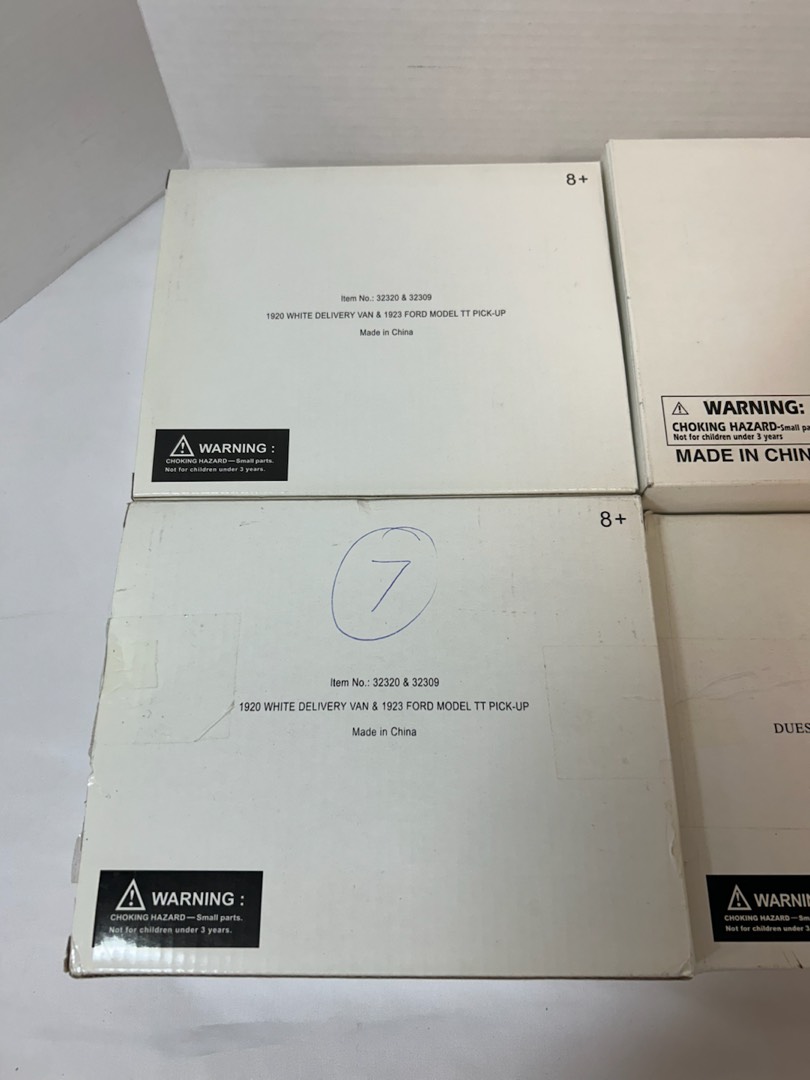 8+
Item No.: 32320 & 32309
1920 WHITE DELIVERY VAN & 1923 FORD MODEL TT PICK-UP
Made in China
WARNING :
CHOKING HAZARD — Small parts.
Not for children under 3 years.
WARNING:
CHOKING HAZARD-Small
Not for children under 3 years
MADE IN
8+
7
Item No.: 32320 & 32309
1920 WHITE DELIVERY VAN & 1923 FORD MODEL TT PICK-UP
Made in China
WARNING :
CHOKING HAZARD — Small parts.
Not for children under 3 years.
DUES
WARNIN
CHOKING HAZARD — Sm
Not for children under 3